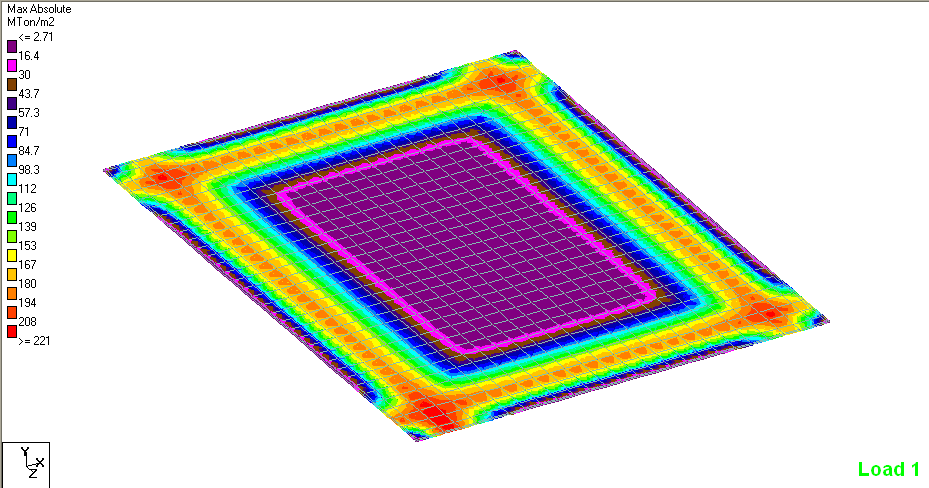 Max Absolute
MTon/m2
<= 2.71
16.4
30
43.7
57.3
71
84.7
98.3
112
126
139
153
167
180
194
208
>= 221
Y
X
Z
Load 1